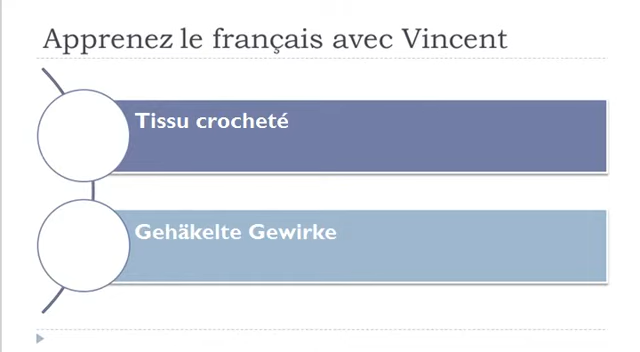 Apprenez le français avec Vincent
Tissu crocheté
Gehäkelte Gewirke